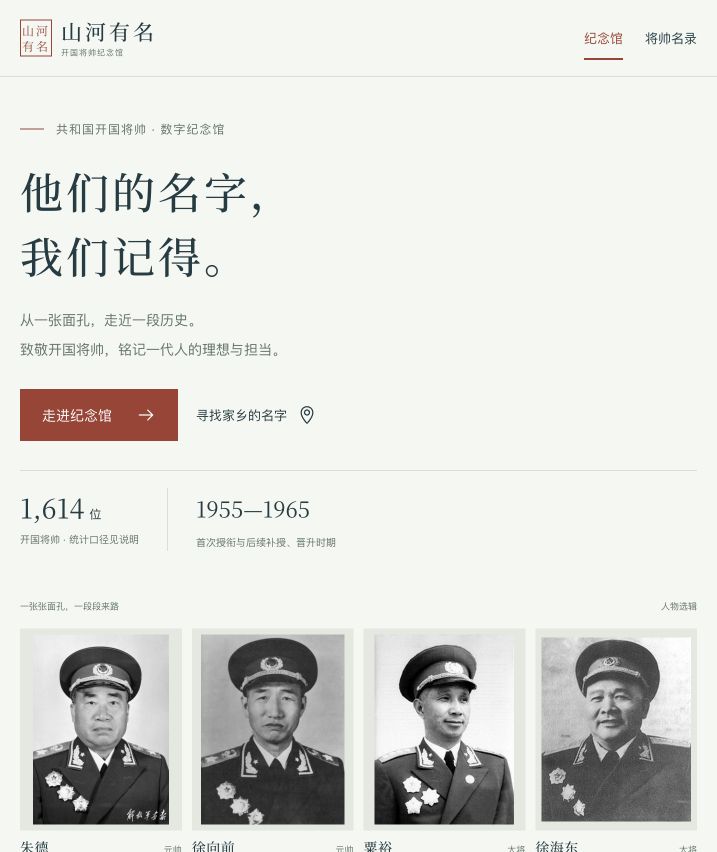 山河
有名
山河有名
开国将帅纪念馆
纪念馆
将帅名录
共和国开国将帅 · 数字纪念馆
他们的名字，
我们记得。
从一张面孔，走近一段历史。
致敬开国将帅，铭记一代人的理想与担当。
走进纪念馆
寻找家乡的名字
1,614 位
开国将帅 · 统计口径见说明
1955—1965
首次授衔与后续补授、晋升时期
一张张面孔，一段段来路
人物选辑
朱德
元帅
徐向前
元帅
粟裕
大将
徐海东
大将